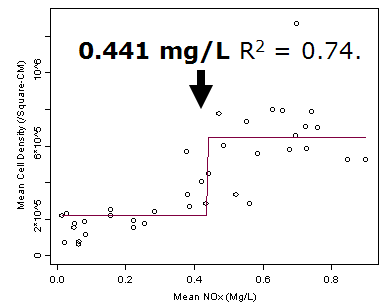 0.441 mg/L R² = 0.74.
Mean Cell Density (/Square-CM)
10^6
6*10^5
2*10^5
0
0.0 0.2 0.4 0.6 0.8
Mean NOx (Mg/L)